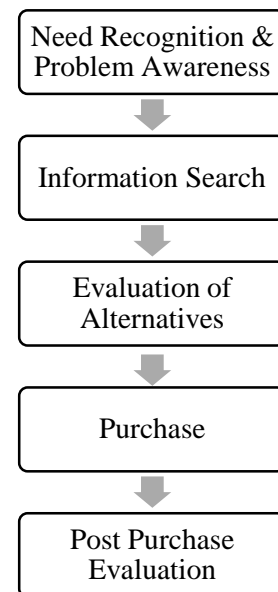 Need Recognition &
Problem Awareness
Information Search
Evaluation of
Alternatives
Purchase
Post Purchase
Evaluation